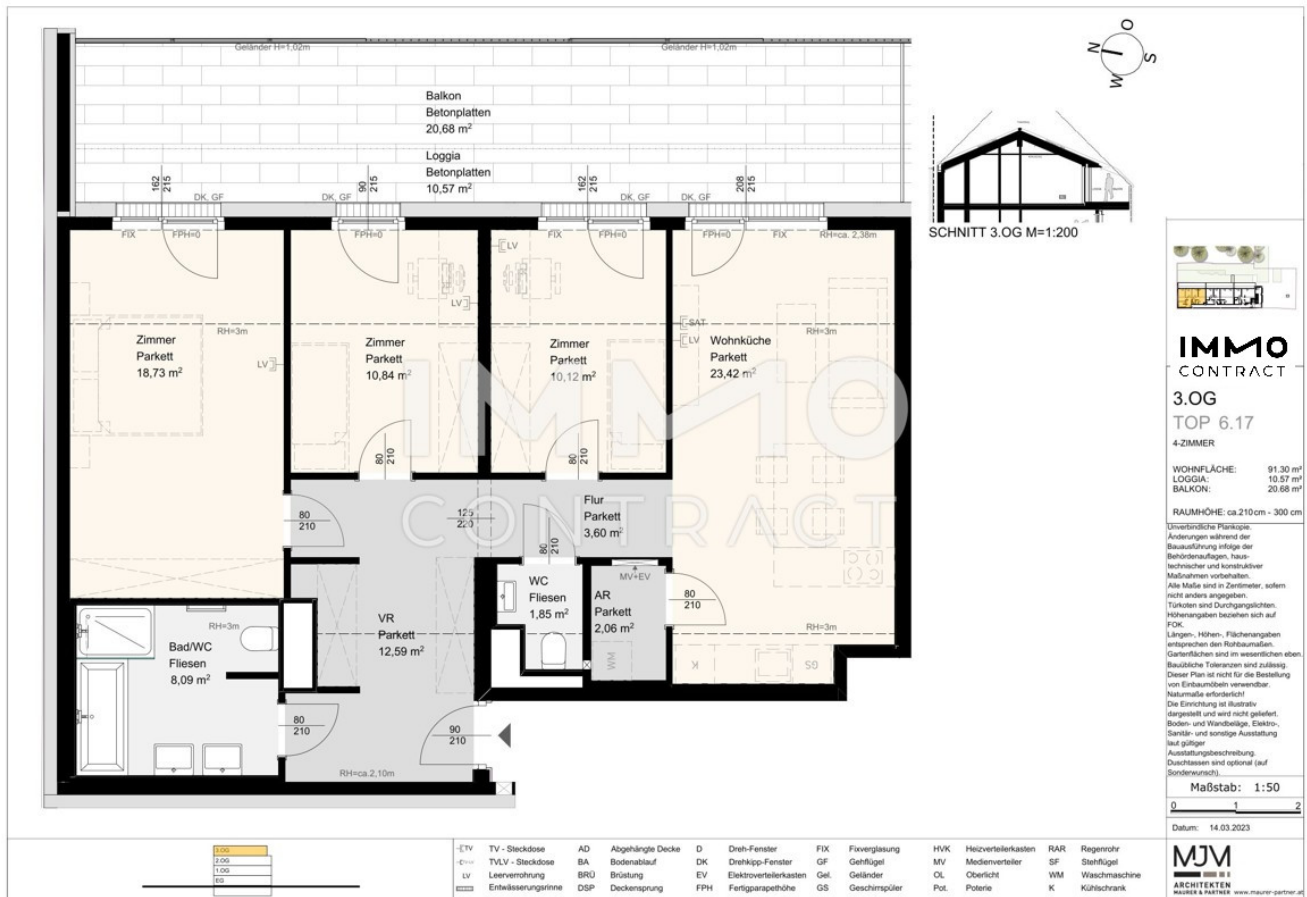 Geländer H=1,02m
Geländer H=1,02m
N
O
S
W
Balkon
Betonplatten
20,68 m²
Loggia
Betonplatten
10,57 m²
162
215
DK, GF
DK, GF
90
215
162
215
DK, GF
DK, GF
208
215
FIX
FPH=0
FPH=0
FIX
FPH=0
FPH=0
FIX
RH=ca. 2,38m
SCHNITT 3.OG M=1:200
LV
LV
LV
SAT
LV
RH=3m
RH=3m
Zimmer
Parkett
18,73 m²
Zimmer
Parkett
10,84 m²
Zimmer
Parkett
10,12 m²
Wohnküche
Parkett
23,42 m²
IMMO
CONTRACT
80
210
80
210
80
210
125
220
Flur
Parkett
3,60 m²
80
210
MV+EV
WC
Fliesen
1,85 m²
AR
Parkett
2,06 m²
WM
80
210
RH=3m
K
GS
VR
Parkett
12,59 m²
RH=3m
Bad/WC
Fliesen
8,09 m²
80
210
90
210
RH=ca.2,10m
IMMO
CONTRACT
3.OG
TOP 6.17
4-ZIMMER
WOHNFLÄCHE: 91.30 m²
LOGGIA: 10.57 m²
BALKON: 20.68 m²
RAUMHÖHE: ca.210cm - 300 cm
Unverbindliche Plankopie.
Änderungen während der
Bauausführung infolge der
Behördenauflagen, haus-
technischer und konstruktiver
Maßnahmen vorbehalten.
Alle Maße sind in Zentimeter, sofern
nicht anders angegeben.
Türkoten sind Durchgangslichten.
Höhenangaben beziehen sich auf
FOK.
Längen-, Höhen-, Flächenangaben
entsprechen den Rohbaumaßen.
Gartenflächen sind im wesentlichen eben.
Bauübliche Toleranzen sind zulässig.
Dieser Plan ist nicht für die Bestellung
von Einbaumöbeln verwendbar.
Naturmaße erforderlich!
Die Einrichtung ist illustrativ
dargestellt und wird nicht geliefert.
Boden- und Wandbeläge, Elektro-,
Sanitär- und sonstige Ausstattung
laut gültiger
Ausstattungsbeschreibung.
Duschtassen sind optional (auf
Sonderwunsch).
Maßstab: 1:50
0 1 2
Datum: 14.03.2023
MJM
ARCHITEKTEN
MAURER & PARTNER www.maurer-partner.at
3.OG
2.OG
1.OG
EG
TV TV - Steckdose AD Abgehängte Decke D Dreh-Fenster FIX Fixverglasung HVK Heizverteilerkasten RAR Regenrohr
TVLV - Steckdose BA Bodenablauf DK Drehkipp-Fenster GF Gehflügel MV Medienverteiler SF Stehflügel
LV Leerverrohrung BRÜ Brüstung EV Elektroverteilerkasten Gel. Geländer OL Oberlicht WM Waschmaschine
Entwässerungsrinne DSP Deckensprung FPH Fertigparapethöhe GS Geschirrspüler Pot. Poterie K Kühlschrank